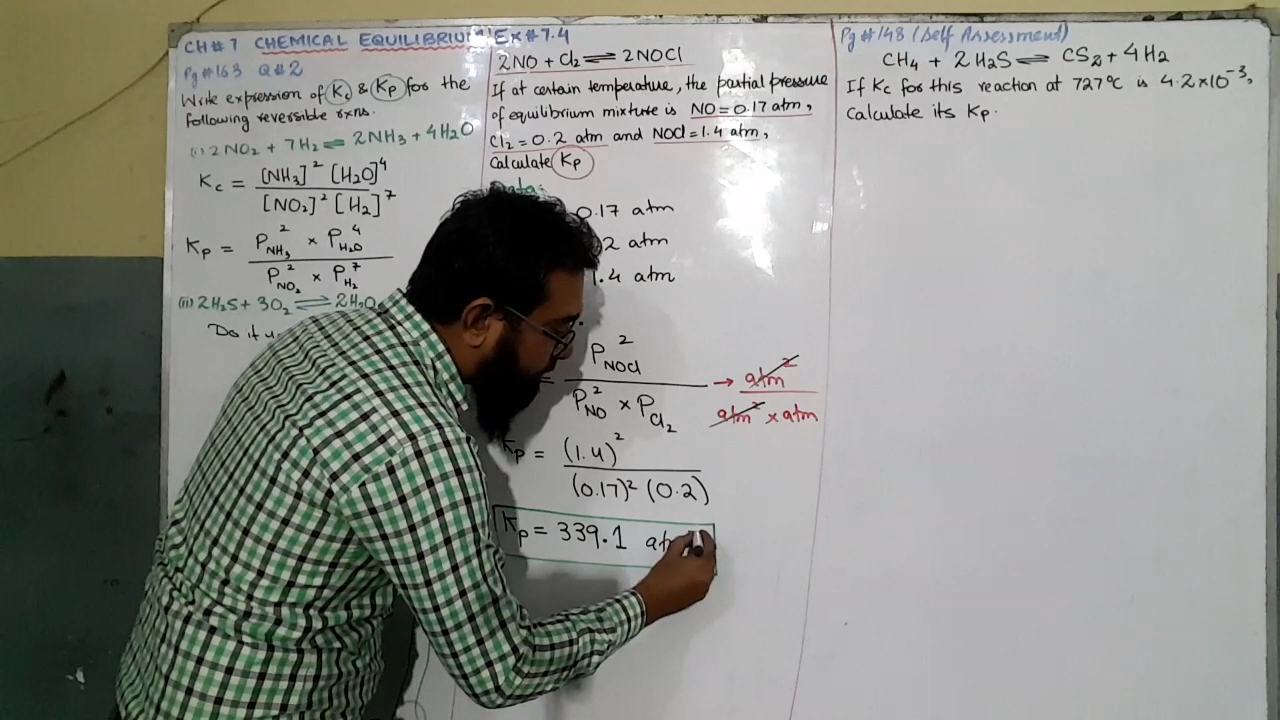 CH#7 CHEMICAL EQUILIBRIUM
Pg#163 Q#2
Write expression of Kc & Kp for the
following reversible rxns.
(i) 2NO₂ + 7H₂ ⇌ 2NH₃ + 4H₂O
Kc = [NH₃]² [H₂O]⁴
[NO₂]² [H₂]⁷
Kp = P²NH₃ × P⁴H₂O
P²NO₂ × P⁷H₂
(ii) 2H₂S + 3O₂ ⇌ 2H₂O
Do it
Ex#7.4
2NO + Cl₂ ⇌ 2NOCl
If at certain temperature, the partial pressure
of equilibrium mixture is NO = 0.17 atm,
Cl₂ = 0.2 atm and NOCl = 1.4 atm,
Calculate Kp
Data:
0.17 atm
2 atm
1.4 atm
= P²NOCl → atm²
P²NO × PCl₂ atm² × atm
Kp = (1.4)²
(0.17)² (0.2)
Kp = 339.1
Pg#148 (Self Assessment)
CH₄ + 2H₂S ⇌ CS₂ + 4H₂
If Kc for this reaction at 727°C is 4.2×10⁻³,
Calculate its Kp.